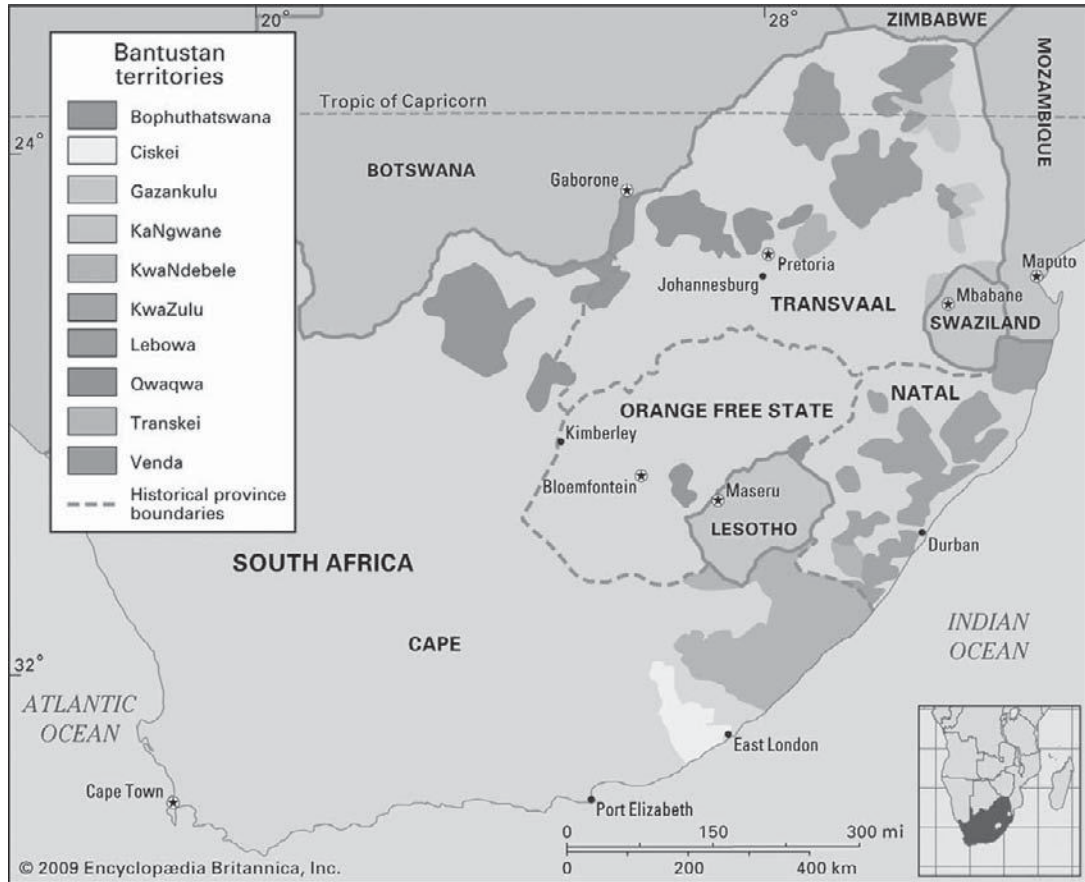 20°
28°
ZIMBABWE
MOZAMBIQUE
Bantustan
territories
Bophuthatswana
Ciskei
Gazankulu
KaNgwane
KwaNdebele
KwaZulu
Lebowa
Qwaqwa
Transkei
Venda
Historical province
boundaries
Tropic of Capricorn
24°
BOTSWANA
Gaborone
Pretoria
Johannesburg
Maputo
TRANSVAAL
Mbabane
SWAZILAND
NATAL
ORANGE FREE STATE
Kimberley
Bloemfontein
Maseru
LESOTHO
Durban
SOUTH AFRICA
CAPE
INDIAN
OCEAN
32°
ATLANTIC
OCEAN
East London
Cape Town
Port Elizabeth
0 150 300 mi
0 200 400 km
© 2009 Encyclopædia Britannica, Inc.